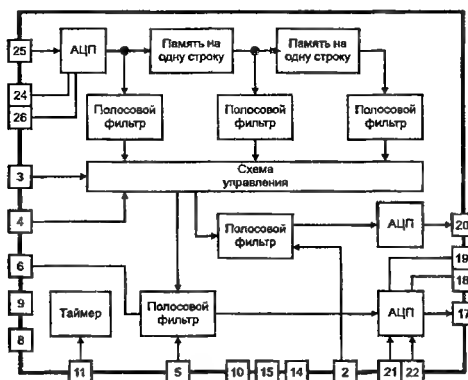 25
АЦП
Память на
одну строку
Память на
одну строку
24
26
Полосовой
фильтр
Полосовой
фильтр
Полосовой
фильтр
3
Схема
управления
4
Полосовой
фильтр
АЦП
20
6
19
18
9
Таймер
Полосовой
фильтр
АЦП
17
8
11
5
10
15
14
2
21
22